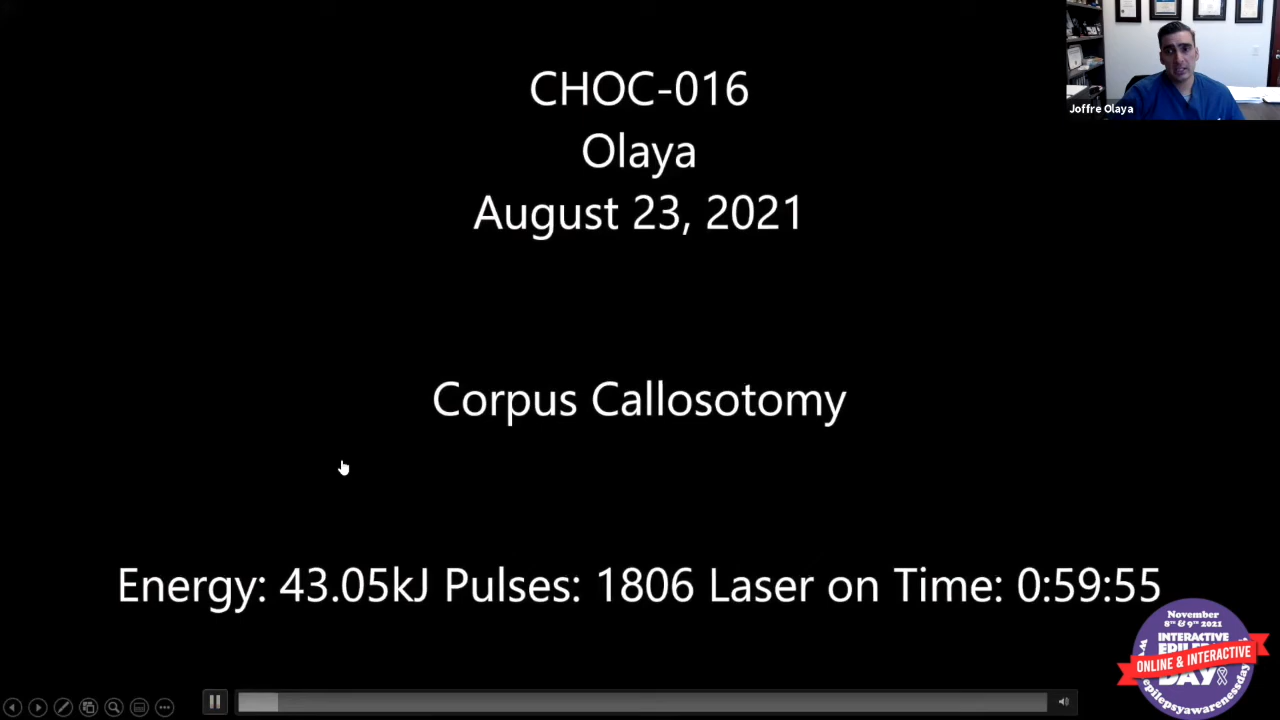 CHOC-016
Olaya
August 23, 2021
Joffre Olaya
Corpus Callosotomy
Energy: 43.05kJ Pulses: 1806 Laser on Time: 0:59:55
November
8TH & 9TH 2021
INTERACTIVE
ONLINE & INTERACTIVE
DAY
epilepsyawarenessday